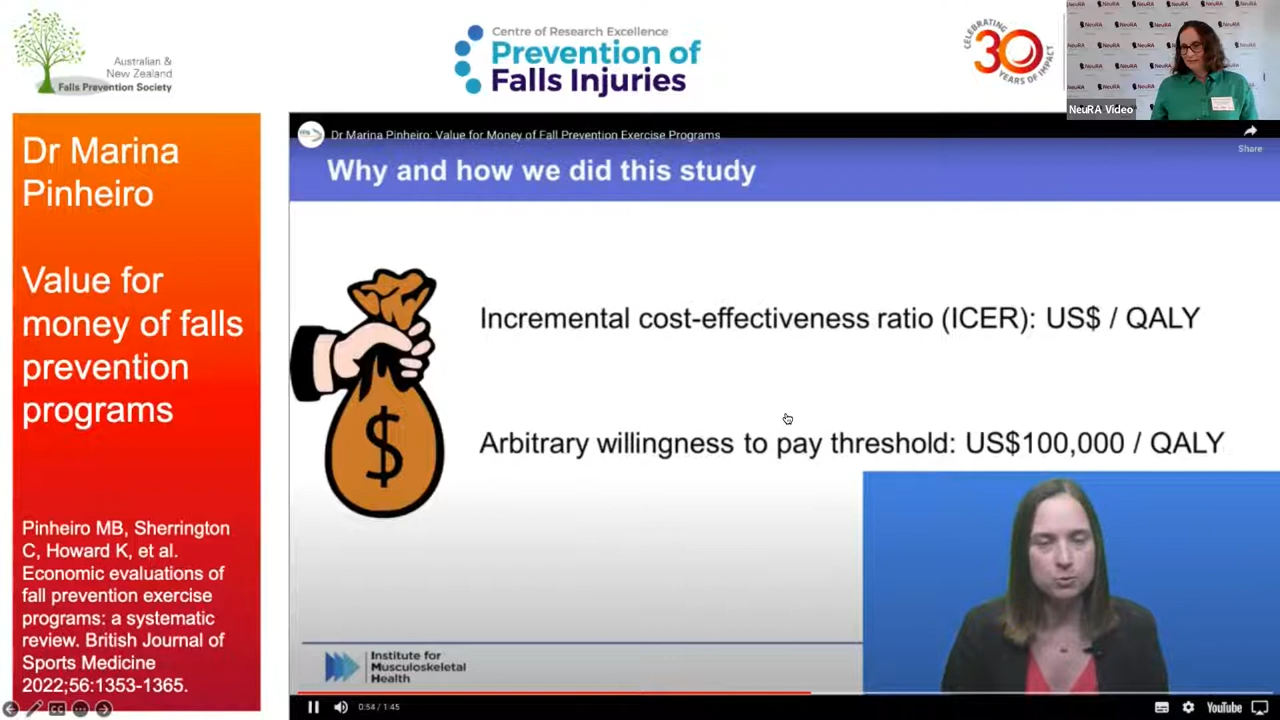 Australian &
New Zealand
Falls Prevention Society
Centre of Research Excellence
Prevention of
Falls Injuries
CELEBRATING
30
YEARS OF IMPACT
NeuRA Video
Dr Marina
Pinheiro
Value for
money of falls
prevention
programs
Pinheiro MB, Sherrington
C, Howard K, et al.
Economic evaluations of
fall prevention exercise
programs: a systematic
review. British Journal of
Sports Medicine
2022;56:1353-1365.
Dr Marina Pinheiro: Value for Money of Fall Prevention Exercise Programs
Share
Why and how we did this study
Incremental cost-effectiveness ratio (ICER): US$ / QALY
Arbitrary willingness to pay threshold: US$100,000 / QALY
$
Institute for
Musculoskeletal
Health
0:54 / 1:45
YouTube
CC